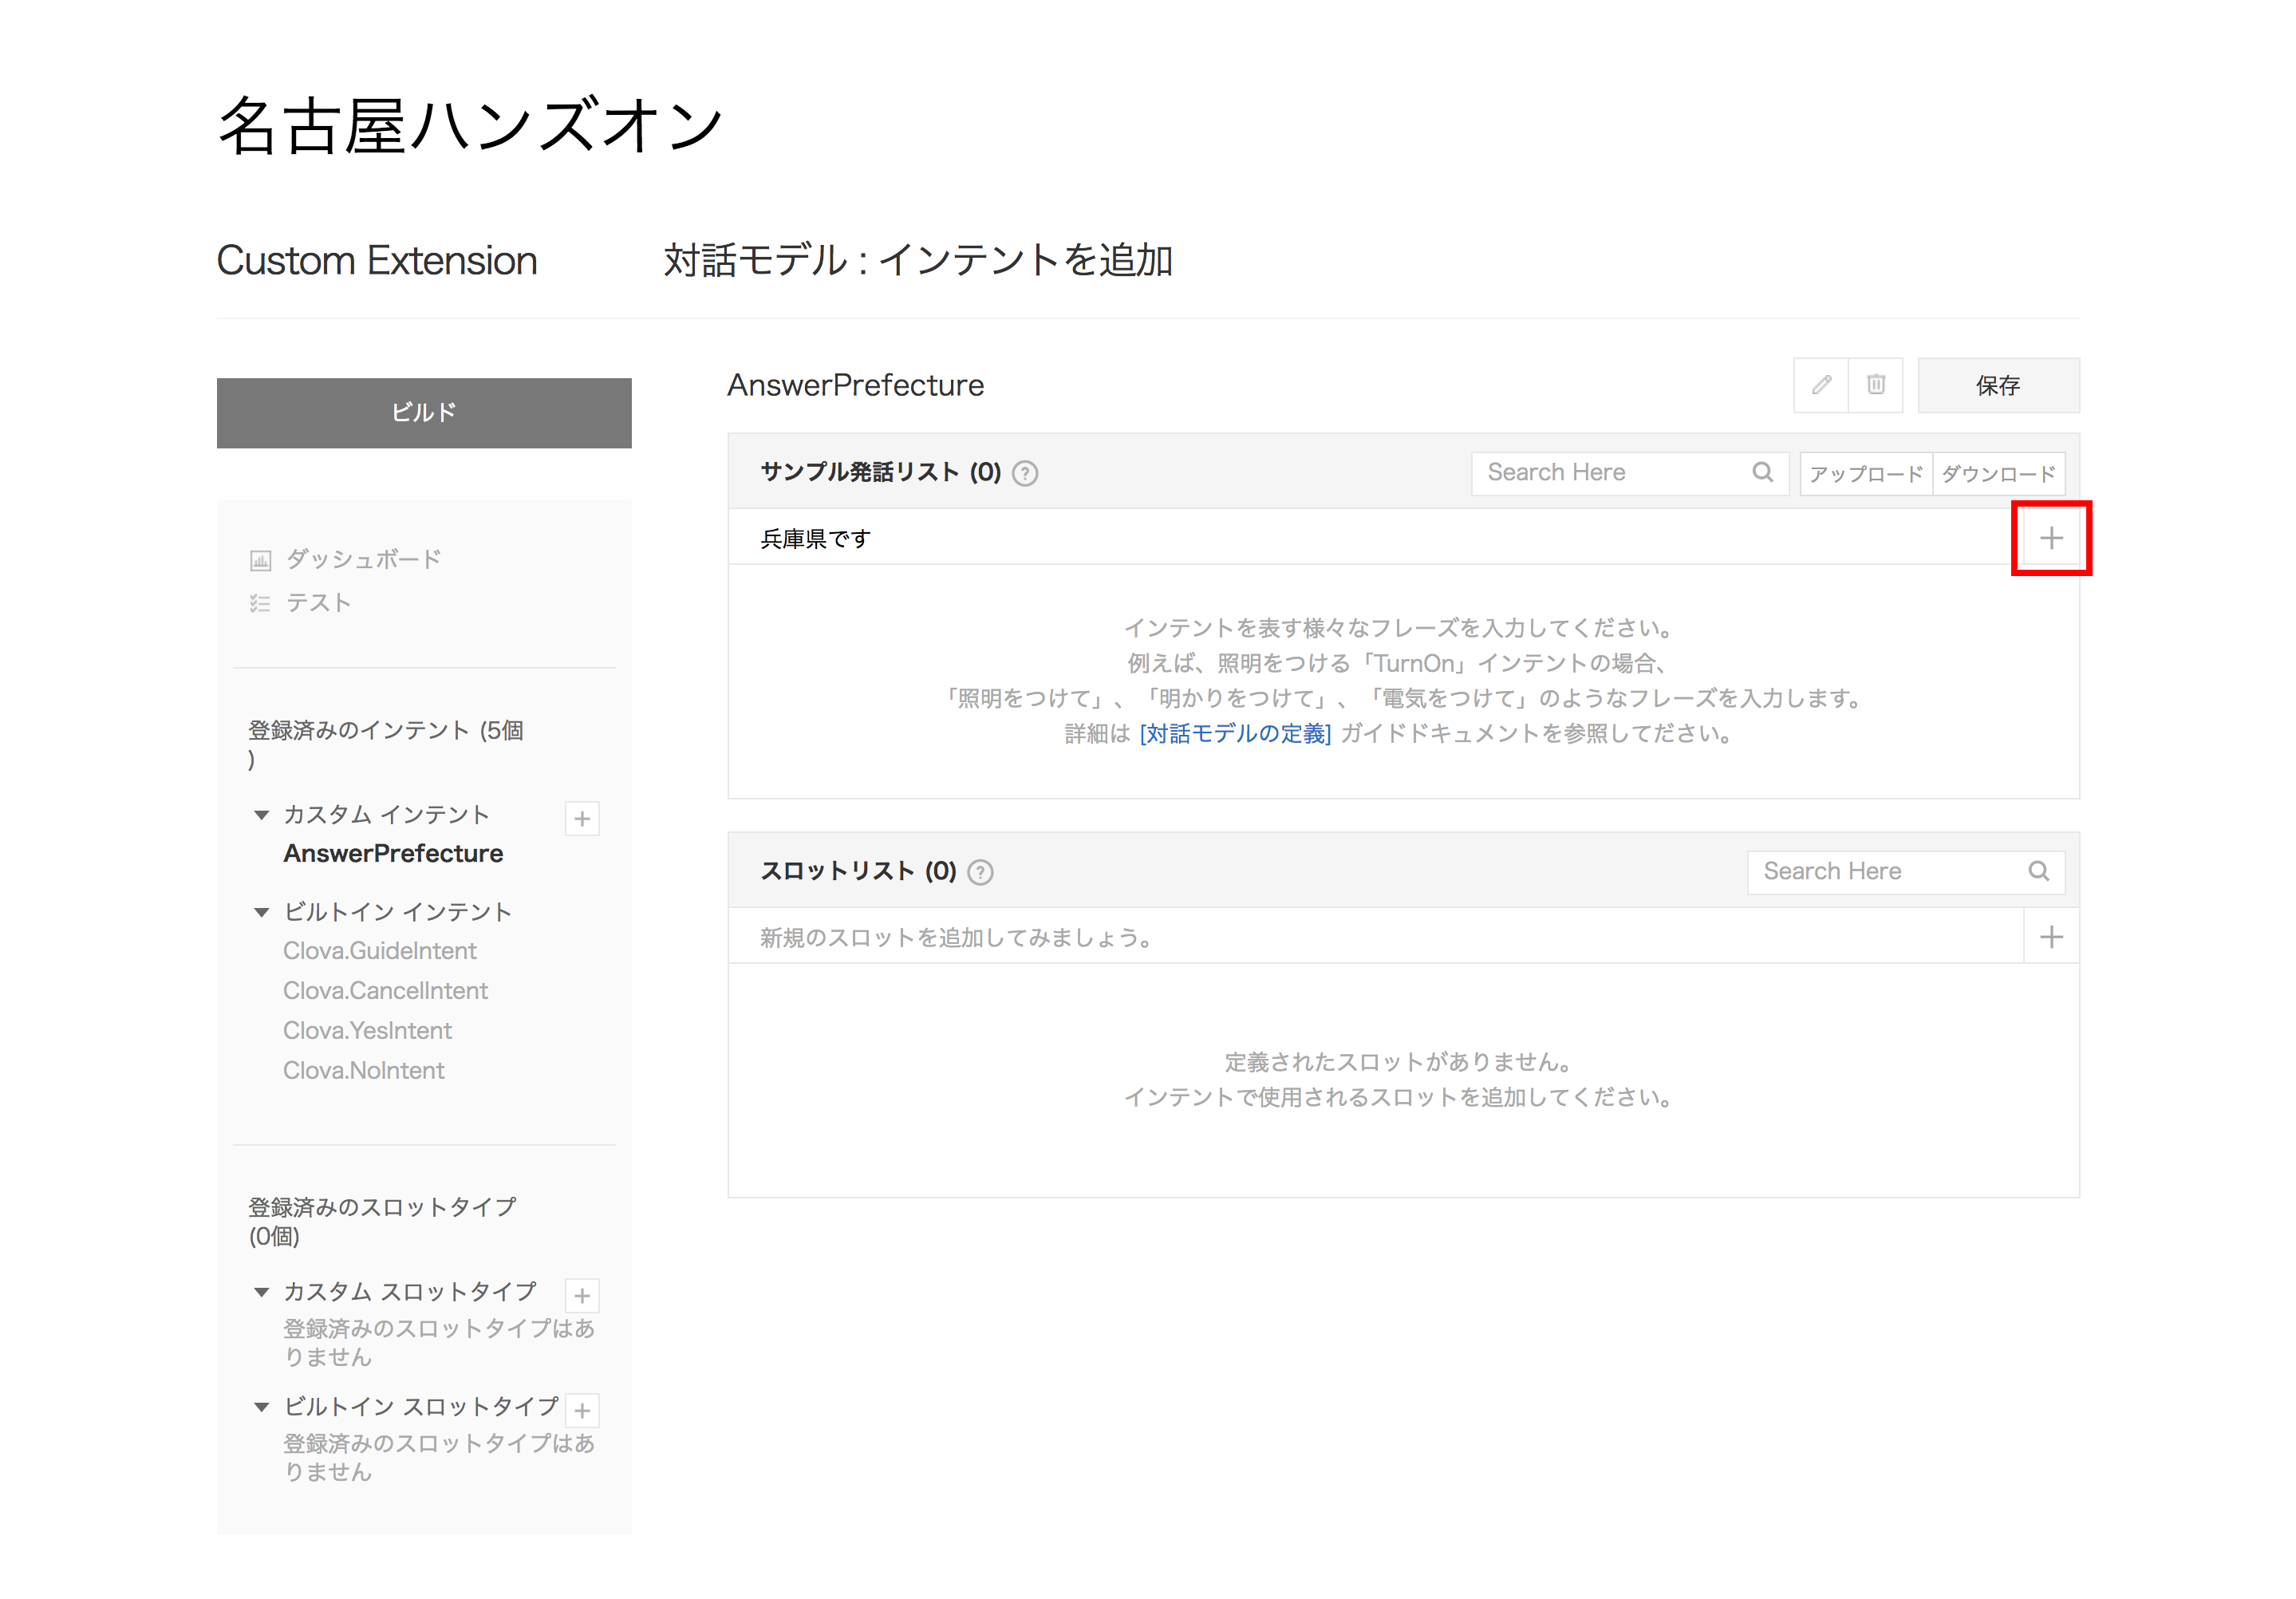 名古屋ハンズオン
Custom Extension
対話モデル : インテントを追加
ビルド
ダッシュボード
テスト
登録済みのインテント (5個
)
カスタム インテント
AnswerPrefecture
ビルトイン インテント
Clova.GuideIntent
Clova.CancelIntent
Clova.YesIntent
Clova.NoIntent
登録済みのスロットタイプ
(0個)
カスタム スロットタイプ
登録済みのスロットタイプはあ
りません
ビルトイン スロットタイプ
登録済みのスロットタイプはあ
りません
AnswerPrefecture
保存
サンプル発話リスト (0) ?
Search Here
アップロード
ダウンロード
兵庫県です
インテントを表す様々なフレーズを入力してください。
例えば、照明をつける「TurnOn」インテントの場合、
「照明をつけて」、「明かりをつけて」、「電気をつけて」のようなフレーズを入力します。
詳細は [対話モデルの定義] ガイドドキュメントを参照してださい。
スロットリスト (0) ?
Search Here
新規のスロットを追加してみましょう。
定義されたスロットがありません。
インテントで使用されるスロットを追加してください。